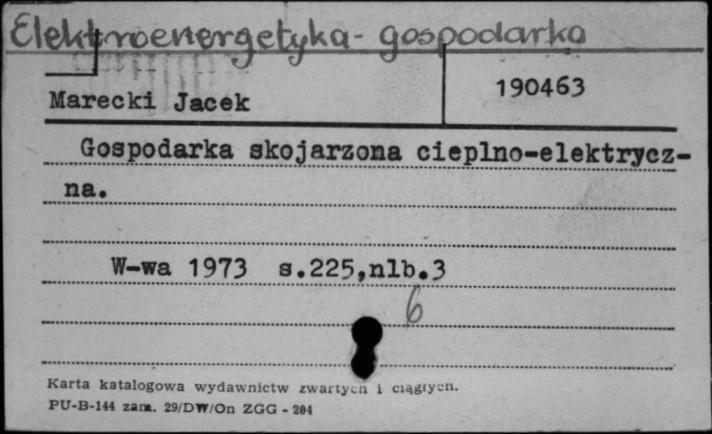 Elektroenergetyka - gospodarka
Marecki Jacek
190463
Gospodarka skojarzona cieplno-elektrycz-
na.
W-wa 1973 s.225,nlb.3
6
Karta katalogowa wydawnictw zwartych i ciągłych.
PU-B-144 zam. 29/DW/On ZGG - 204